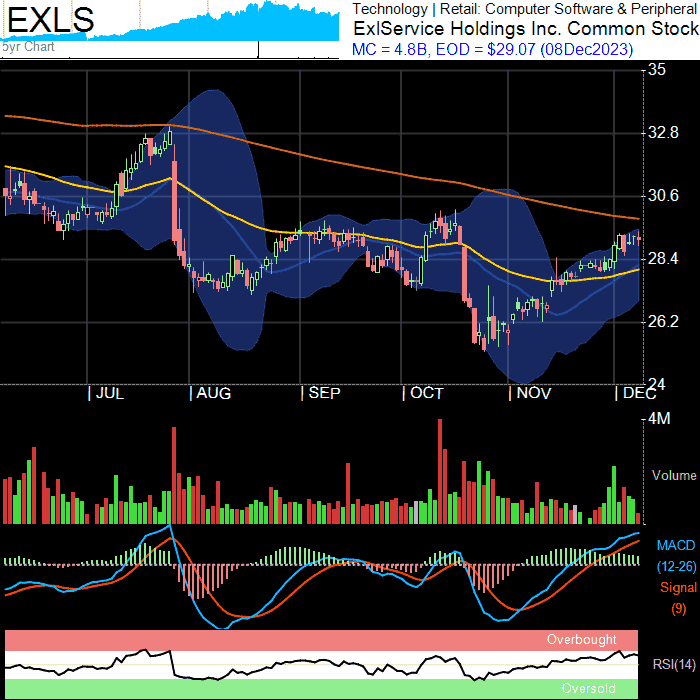 EXLS
5yr Chart
Technology | Retail: Computer Software & Peripheral
ExlService Holdings Inc. Common Stock
MC = 4.8B, EOD = $29.07 (08Dec2023)
35
32.8
30.6
28.4
26.2
24
| JUL | AUG | SEP | OCT | NOV | DEC
4M
Volume
MACD
(12-26)
Signal
(9)
Overbought
RSI(14)
Oversold